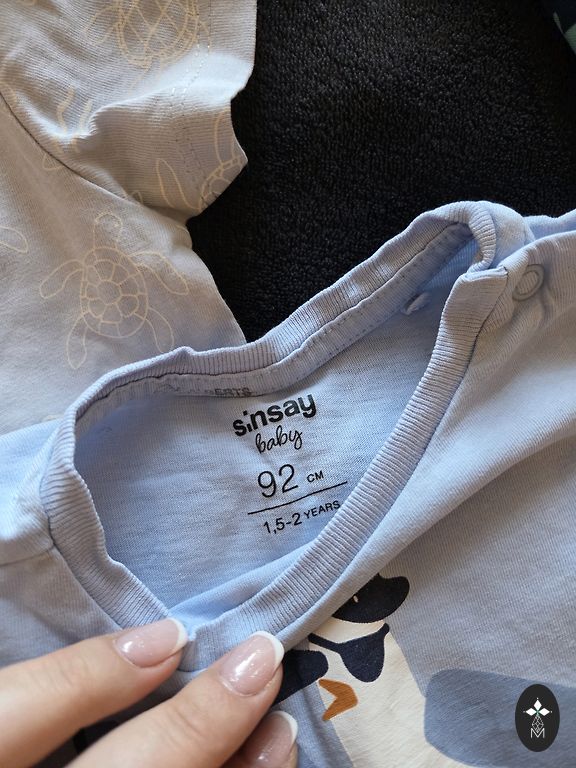 sinsay
baby
92 CM
1,5-2 YEARS